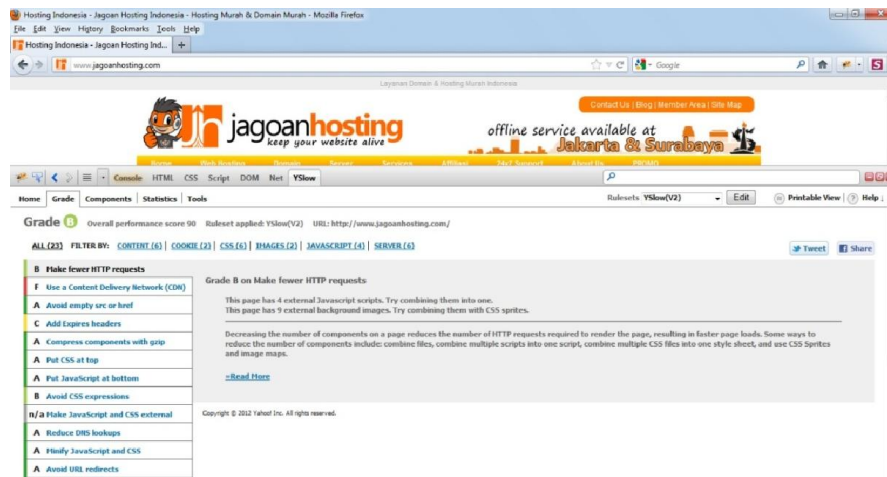 Hosting Indonesia - Jagoan Hosting Indonesia - Hosting Murah & Domain Murah - Mozilla Firefox
File Edit View History Bookmarks Tools Help
Hosting Indonesia - Jagoan Hosting Ind... +
www.jagoanhosting.com Google
Layanan Domain & Hosting Murah Indonesia
Contact Us | Blog | Member Area | Site Map
jagoanhosting
keep your website alive
offline service available at
Jakarta & Surabaya
Home Web Hosting Domain Server Services Affiliasi 24x7 Support About Us PROMO
Console HTML CSS Script DOM Net YSlow
Home Grade Components Statistics Tools Rulesets YSlow(V2) Edit Printable View Help
Grade B Overall performance score 90 Ruleset applied: YSlow(V2) URL: http://www.jagoanhosting.com/
ALL (23) FILTER BY: CONTENT (6) | COOKIE (2) | CSS (6) | IMAGES (2) | JAVASCRIPT (4) | SERVER (6)
Tweet Share
B Make fewer HTTP requests
F Use a Content Delivery Network (CDN)
A Avoid empty src or href
C Add Expires headers
A Compress components with gzip
A Put CSS at top
A Put JavaScript at bottom
B Avoid CSS expressions
n/a Make JavaScript and CSS external
A Reduce DNS lookups
A Minify JavaScript and CSS
A Avoid URL redirects
Grade B on Make fewer HTTP requests
This page has 4 external Javascript scripts. Try combining them into one.
This page has 9 external background images. Try combining them with CSS sprites.
Decreasing the number of components on a page reduces the number of HTTP requests required to render the page, resulting in faster page loads. Some ways to
reduce the number of components include: combine files, combine multiple scripts into one script, combine multiple CSS files into one style sheet, and use CSS Sprites
and image maps.
»Read More
Copyright © 2012 Yahoo! Inc. All rights reserved.